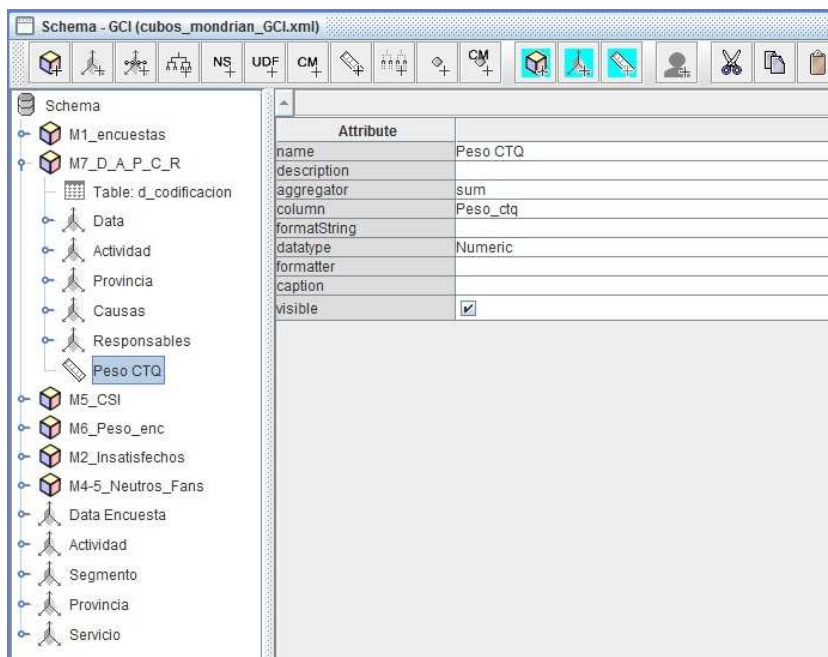 Schema - GCI (cubos_mondrian_GCI.xml)
NS UDF CM CM
Schema
M1_encuestas
M7_D_A_P_C_R
Table: d_codificacion
Data
Actividad
Provincia
Causas
Responsables
Peso CTQ
M5_CSI
M6_Peso_enc
M2_Insatisfechos
M4-5_Neutros_Fans
Data Encuesta
Actividad
Segmento
Provincia
Servicio
Attribute
name Peso CTQ
description
aggregator sum
column Peso_ctq
formatString
datatype Numeric
formatter
caption
visible